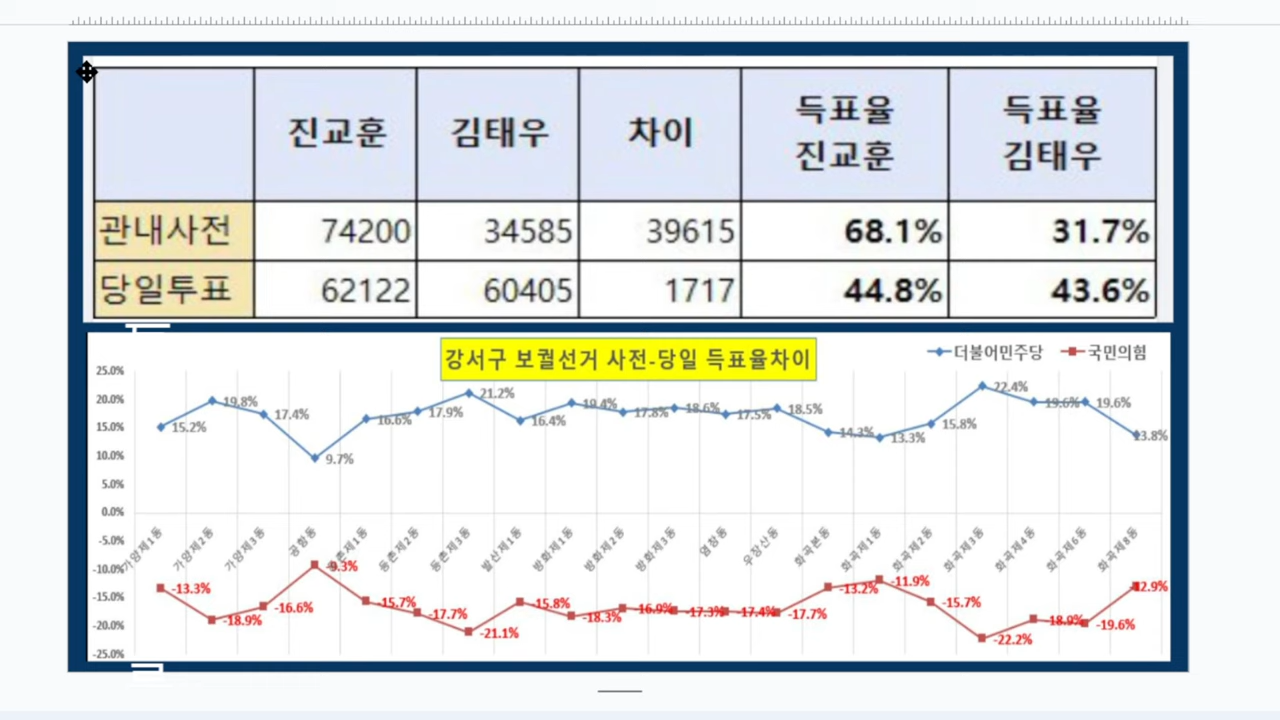 진교훈 김태우 차이 득표율 진교훈 득표율 김태우
관내사전 74200 34585 39615 68.1% 31.7%
당일투표 62122 60405 1717 44.8% 43.6%
강서구 보궐선거 사전-당일 득표율차이
더불어민주당 국민의힘
25.0%
20.0%
15.0%
10.0%
5.0%
0.0%
-5.0%
-10.0%
-15.0%
-20.0%
-25.0%
15.2% 19.8% 17.4% 9.7% 16.6% 17.9% 21.2% 16.4% 19.4% 17.8% 18.6% 17.5% 18.5% 14.3% 13.3% 15.8% 22.4% 19.6% 19.6% 13.8%
가양제1동 가양제2동 가양제3동 공항동 등촌제1동 등촌제2동 등촌제3동 발산제1동 방화제1동 방화제2동 방화제3동 염창동 우장산동 화곡본동 화곡제1동 화곡제2동 화곡제3동 화곡제4동 화곡제6동 화곡제8동
-13.3% -18.9% -16.6% -9.3% -15.7% -17.7% -21.1% -15.8% -18.3% -16.9% -17.3% -17.4% -17.7% -13.2% -11.9% -15.7% -22.2% -18.9% -19.6% 12.9%